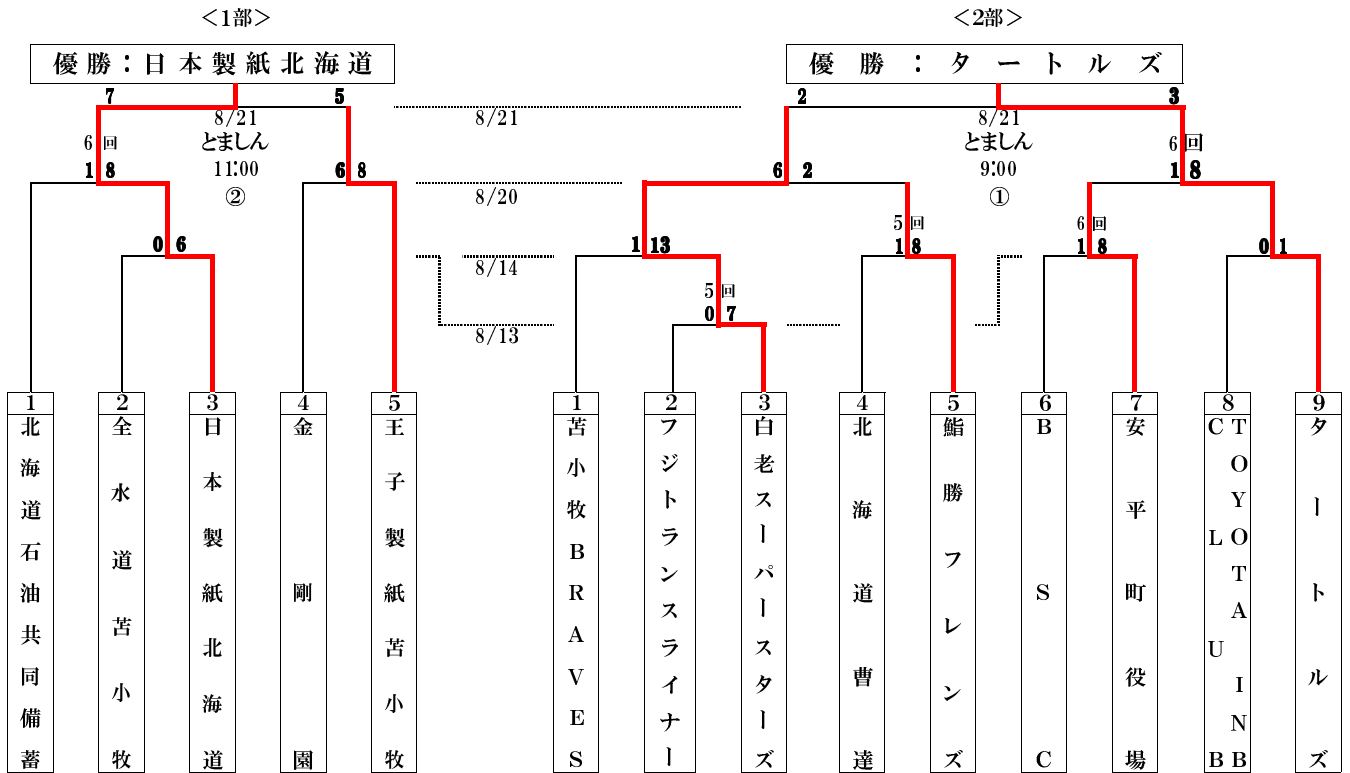 ＜1部＞
＜2部＞
優勝：日本製紙北海道
優勝：タートルズ
7
5
2
3
8/21
8/21
8/21
とましん
とましん
6回
6回
1 8
11:00
6 8
6 2
9:00
1 8
②
8/20
①
5回
6回
0 6
1 13
1 8
1 8
0 1
8/14
5回
0 7
8/13
1
北海道石油共同備蓄
2
全水道苫小牧
3
日本製紙北海道
4
金剛園
5
王子製紙苫小牧
1
苫小牧BRAVES
2
フジトランスライナー
3
白老スーパースターズ
4
北海道曹達
5
鮨勝フレンズ
6
BSC
7
安平町役場
8
TOYOTA INB
CLUB
9
タートルズ